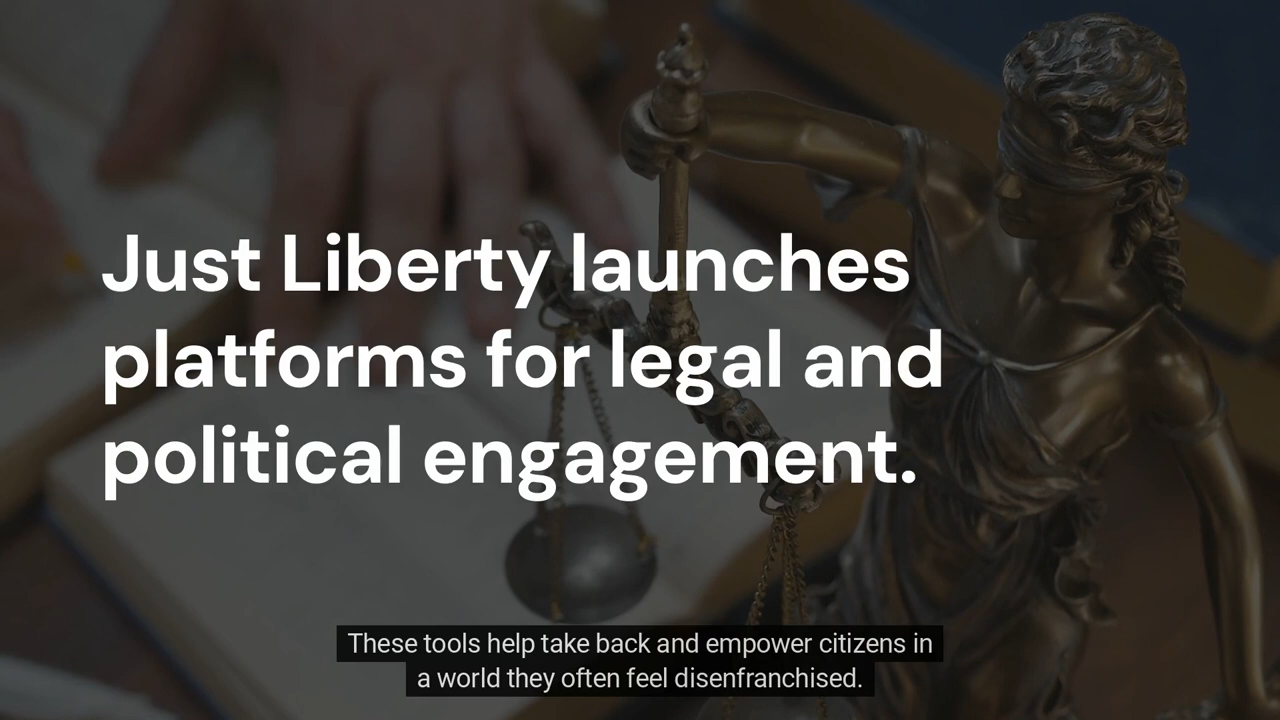 Just Liberty launches
platforms for legal and
political engagement.
These tools help take back and empower citizens in
a world they often feel disenfranchised.